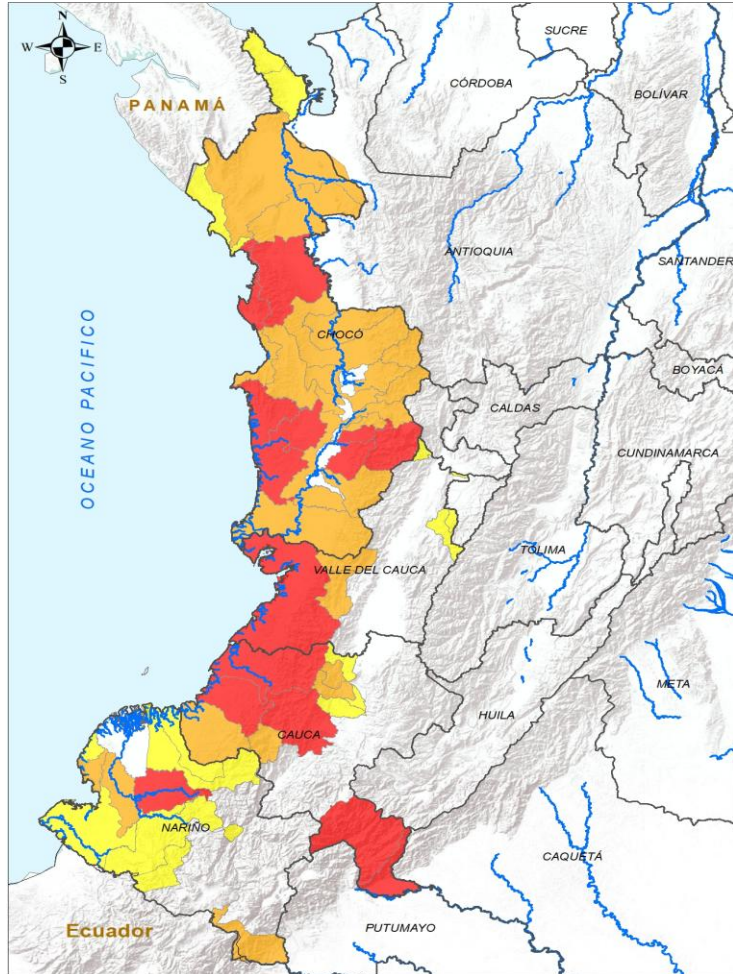 SUCRE
N
W E
S
CÓRDOBA
BOLÍVAR
PANAMÁ
ANTIOQUIA
SANTANDER
OCEANO PACIFICO
CHOCÓ
BOYACÁ
CALDAS
CUNDINAMARCA
TOLIMA
VALLE DEL CAUCA
META
HUILA
CAUCA
NARIÑO
CAQUETÁ
PUTUMAYO
Ecuador